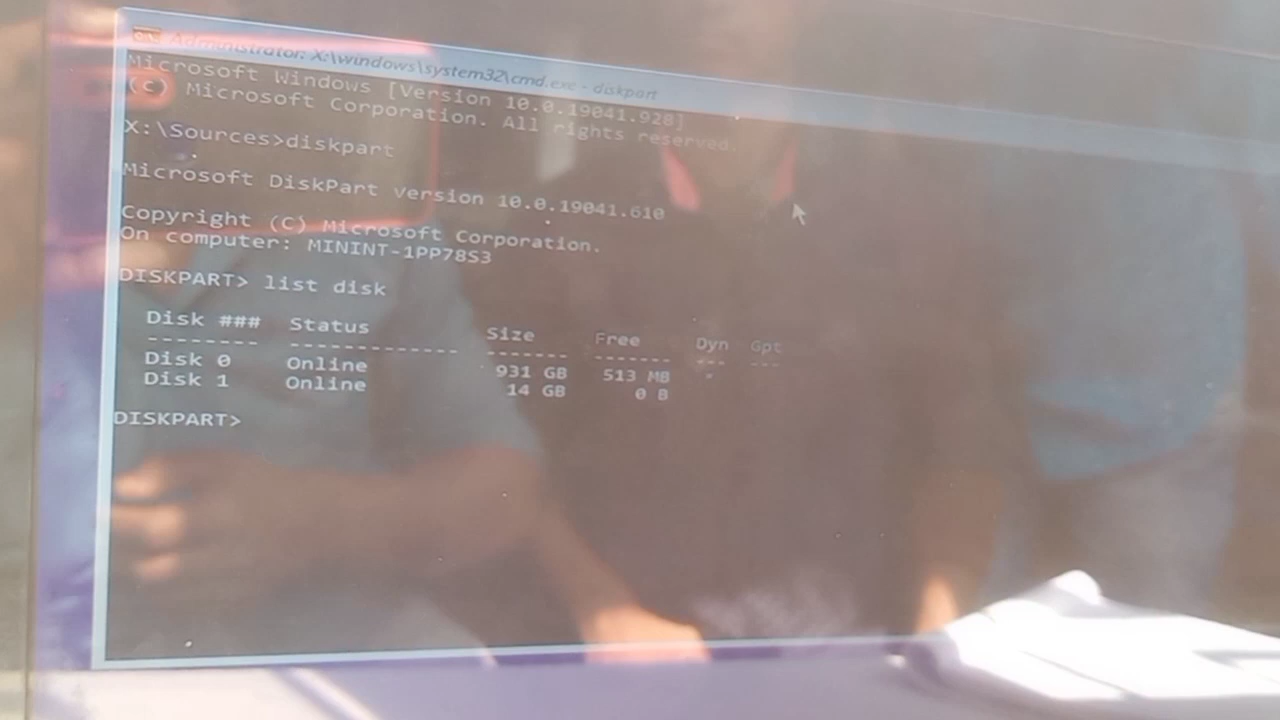 Administrator: X:\windows\system32\cmd.exe - diskpart
Microsoft Windows [Version 10.0.19041.928]
(c) Microsoft Corporation. All rights reserved.
X:\Sources>diskpart
Microsoft DiskPart version 10.0.19041.610
Copyright (C) Microsoft Corporation.
On computer: MININT-1PP78S3
DISKPART> list disk
Disk ### Status Size Free Dyn Gpt
-------- ------------- ------- ------- --- ---
Disk 0 Online 931 GB 513 MB
Disk 1 Online 14 GB 0 B
DISKPART>